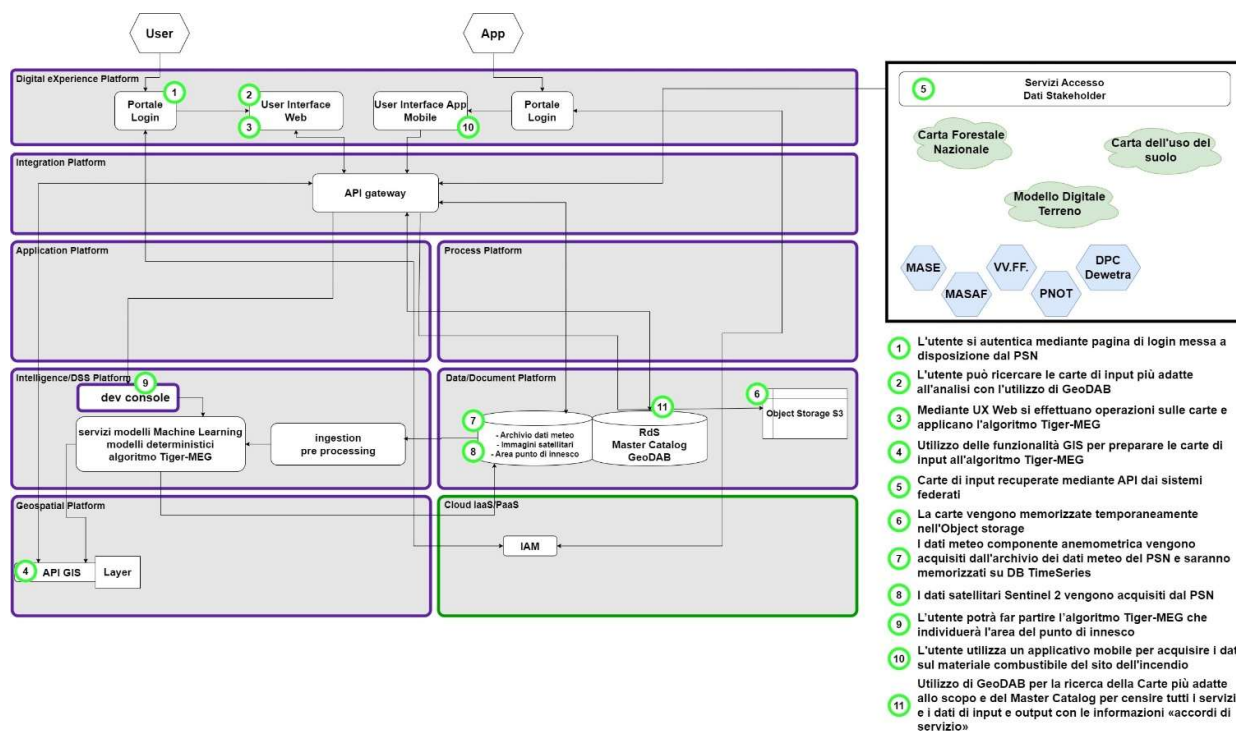 User
App
Digital eXperience Platform
1
Portale
Login
2
3
User Interface
Web
User Interface App
Mobile
10
Portale
Login
Integration Platform
API gateway
Application Platform
Process Platform
Intelligence/DSS Platform
9
dev console
servizi modelli Machine Learning
modelli deterministici
algoritmo Tiger-MEG
ingestion
pre processing
Data/Document Platform
7
8
- Archivio dati meteo
- Immagini satellitari
- Area punto di innesco
11
RdS
Master Catalog
GeoDAB
6
Object Storage S3
Geospatial Platform
4
API GIS
Layer
Cloud IaaS/PaaS
IAM
5
Servizi Accesso
Dati Stakeholder
Carta Forestale
Nazionale
Carta dell'uso del
suolo
Modello Digitale
Terreno
MASE
MASAF
VV.FF.
PNOT
DPC
Dewetra
1 L'utente si autentica mediante pagina di login messa a
disposizione dal PSN
2 L'utente può ricercare le carte di input più adatte
all'analisi con l'utilizzo di GeoDAB
3 Mediante UX Web si effettuano operazioni sulle carte e
applicano l'algoritmo Tiger-MEG
4 Utilizzo delle funzionalità GIS per preparare le carte di
input all'algoritmo Tiger-MEG
5 Carte di input recuperate mediante API dai sistemi
federati
6 La carte vengono memorizzate temporaneamente
nell'Object storage
7 I dati meteo componente anemometrica vengono
acquisiti dall'archivio dei dati meteo del PSN e saranno
memorizzati su DB TimeSeries
8 I dati satellitari Sentinel 2 vengono acquisiti dal PSN
9 L'utente potrà far partire l'algoritmo Tiger-MEG che
individuerà l'area del punto di innesco
10 L'utente utilizza un applicativo mobile per acquisire i dat
sul materiale combustibile del sito dell'incendio
11 Utilizzo di GeoDAB per la ricerca della Carte più adatte
allo scopo e del Master Catalog per censire tutti i servizi
e i dati di input e output con le informazioni «accordi di
servizio»